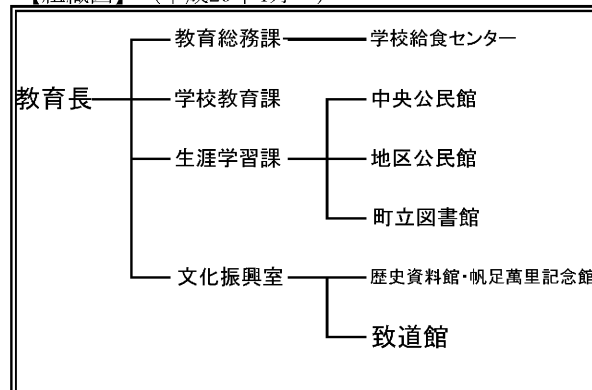 教育総務課 学校給食センター
教育長 学校教育課 中央公民館
生涯学習課 地区公民館
町立図書館
文化振興室 歴史資料館・帆足萬里記念館
致道館